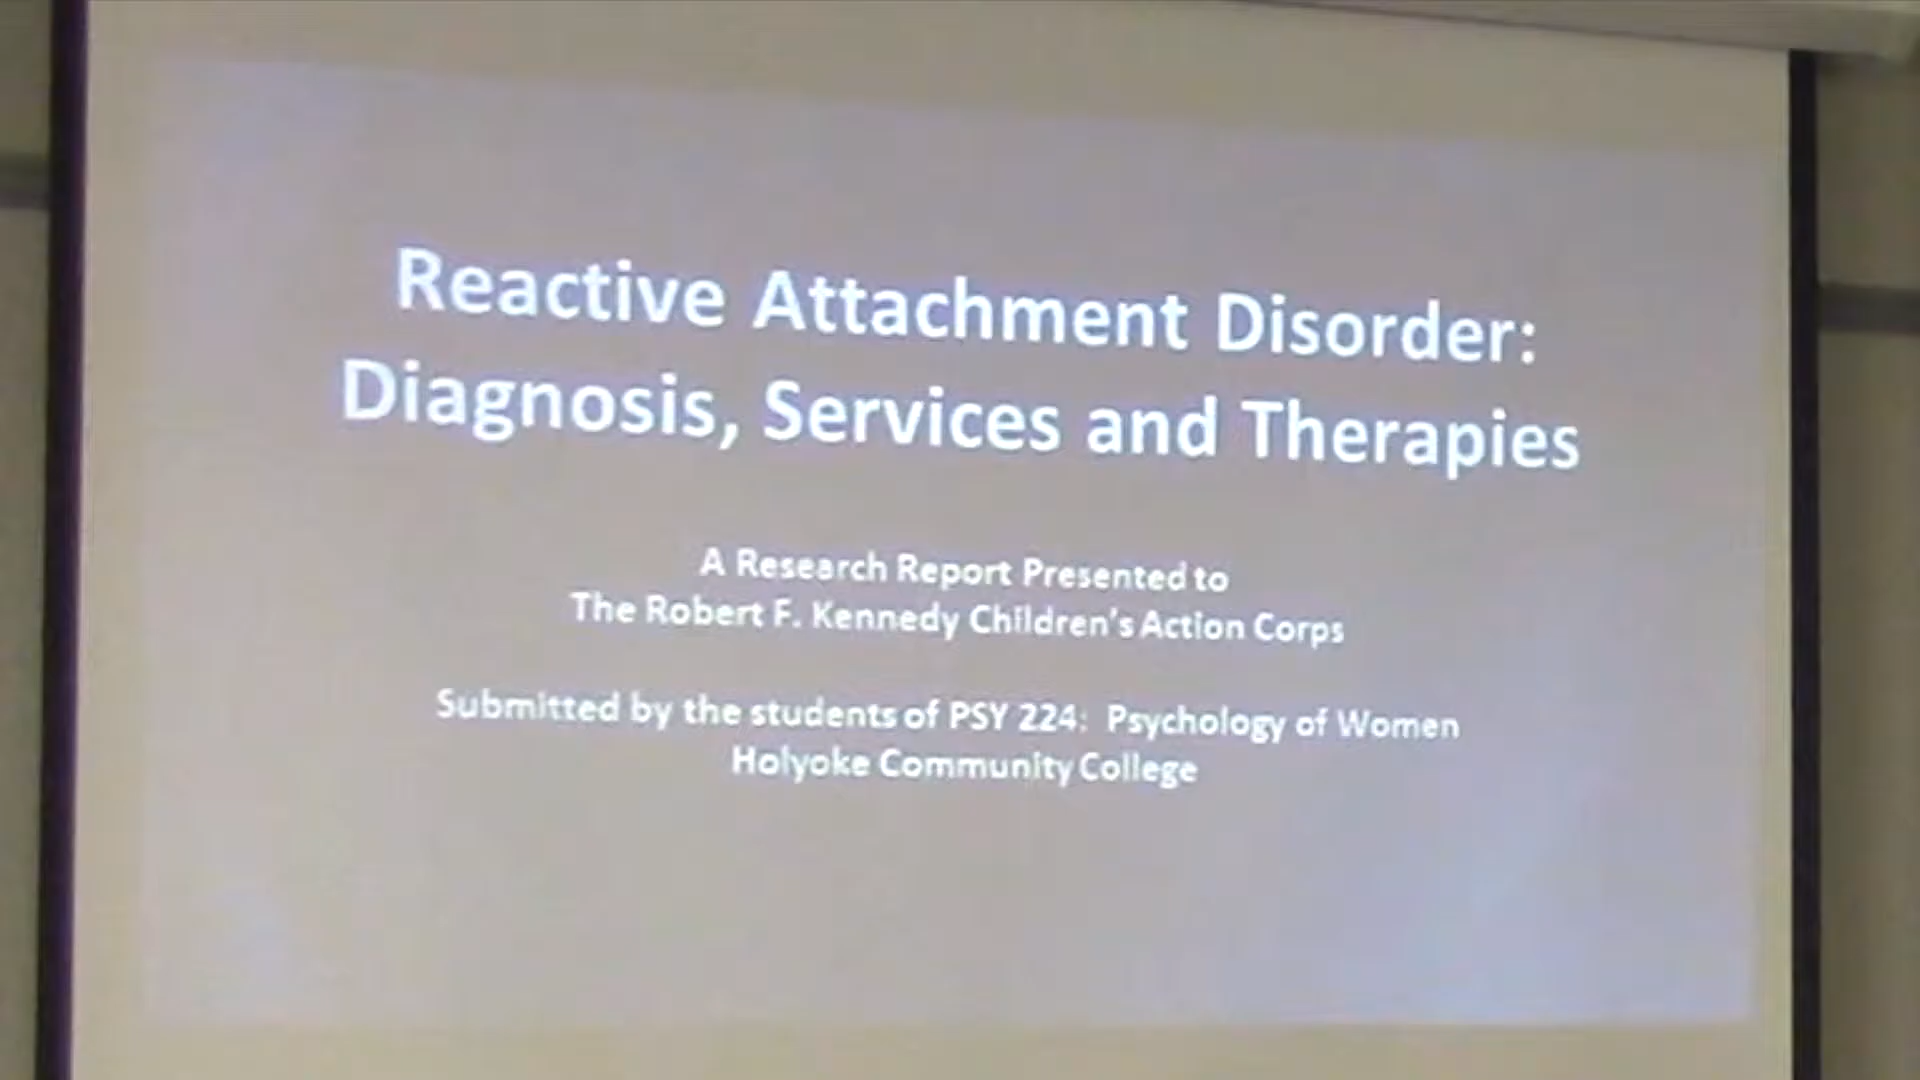 Reactive Attachment Disorder:
Diagnosis, Services and Therapies
A Research Report Presented to
The Robert F. Kennedy Children's Action Corps
Submitted by the students of PSY 224: Psychology of Women
Holyoke Community College